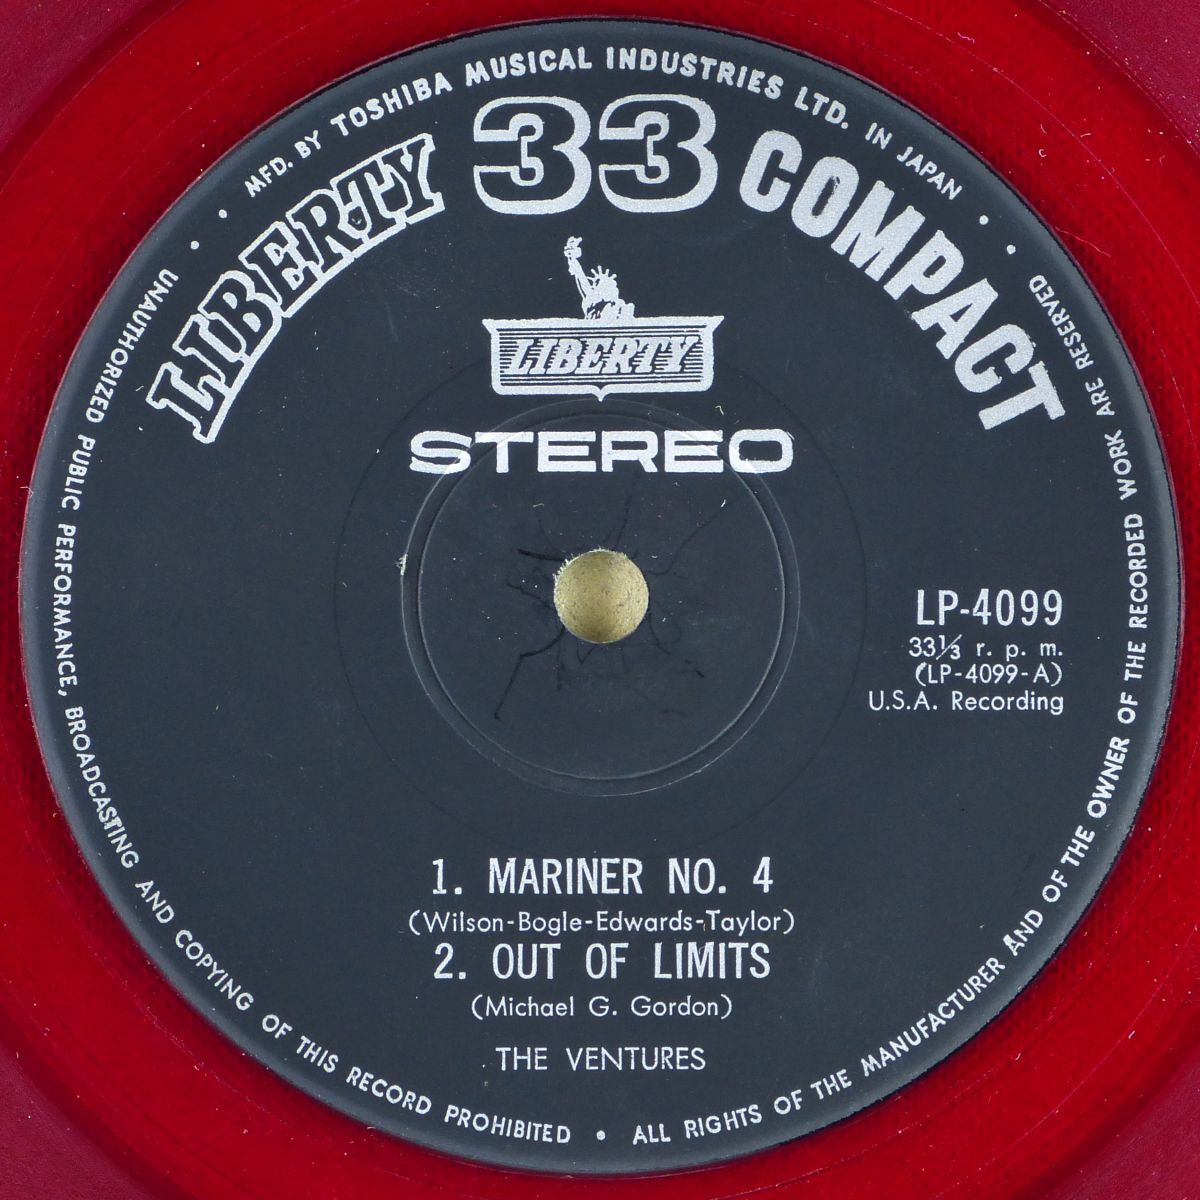 MFD. BY TOSHIBA MUSICAL INDUSTRIES LTD. IN JAPAN
LIBERTY 33 COMPACT
LIBERTY
STEREO
LP-4099
33⅓ r. p. m.
(LP-4099-A)
U.S.A. Recording
1. MARINER NO. 4
(Wilson-Bogle-Edwards-Taylor)
2. OUT OF LIMITS
(Michael G. Gordon)
THE VENTURES
UNAUTHORIZED PUBLIC PERFORMANCE, BROADCASTING AND COPYING OF THIS RECORD PROHIBITED • ALL RIGHTS OF THE MANUFACTURER AND OF THE OWNER OF THE RECORDED WORK ARE RESERVED